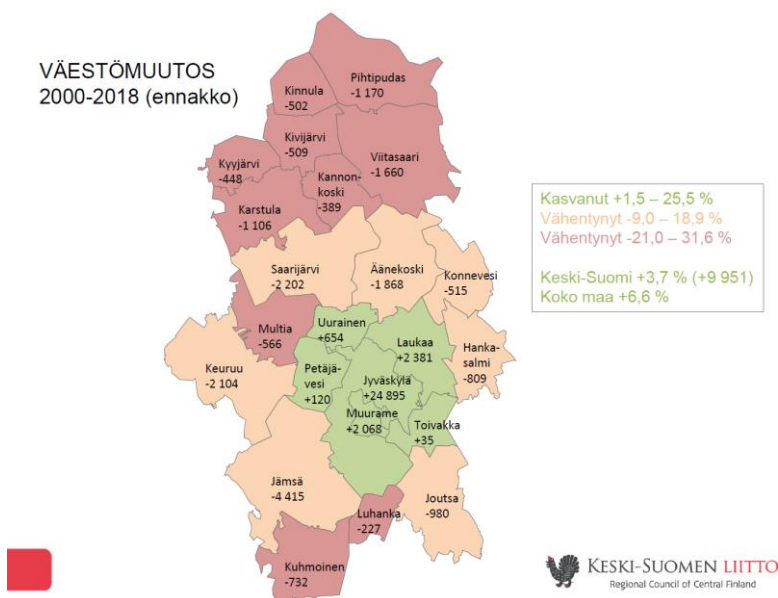 VÄESTÖMUUTOS
2000-2018 (ennakko)
Pihtipudas
-1 170
Kinnula
-502
Kivijärvi
-509
Viitasaari
-1 660
Kyyjärvi
-448
Kannon-
koski
-389
Karstula
-1 106
Saarijärvi
-2 202
Äänekoski
-1 868
Konnevesi
-515
Multia
-566
Uurainen
+654
Laukaa
+2 381
Hanka-
salmi
-809
Keuruu
-2 104
Petäjä-
vesi
+120
Jyväskylä
+24 895
Muurame
+2 068
Toivakka
+35
Jämsä
-4 415
Luhanka
-227
Joutsa
-980
Kuhmoinen
-732
Kasvanut +1,5 – 25,5 %
Vähentynyt -9,0 – 18,9 %
Vähentynyt -21,0 – 31,6 %
Keski-Suomi +3,7 % (+9 951)
Koko maa +6,6 %
KESKI-SUOMEN LIITTO
Regional Council of Central Finland